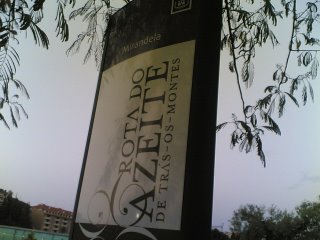 Mirandela
ROTA DO
AZEITE
DE TRÁS-OS-MONTES